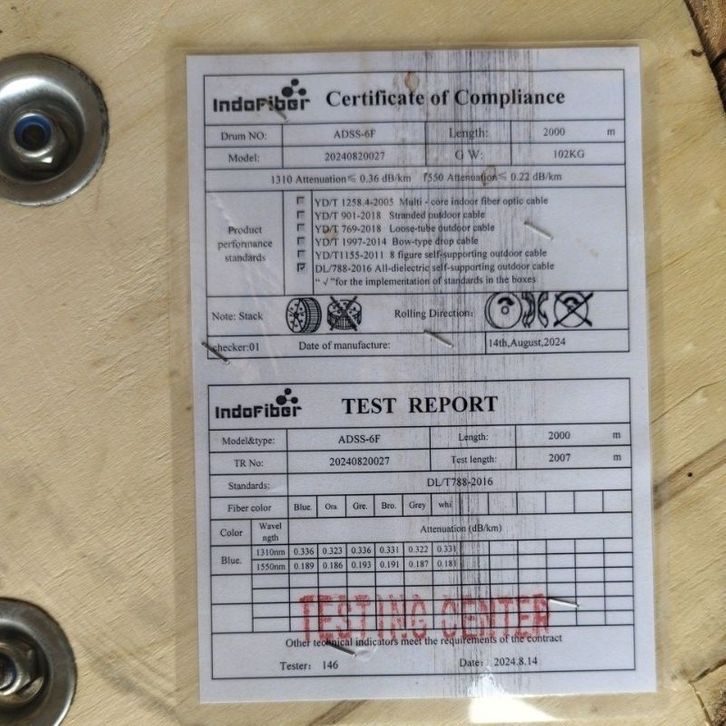 IndoFiber Certificate of Compliance
Drum NO: ADSS-6F Length: 2000 m
Model: 20240820027 G W: 102KG
1310 Attenuation≤ 0.36 dB/km 1550 Attenuation≤ 0.22 dB/km
Product performance standards
YD/T 1258.4-2005 Multi - core indoor fiber optic cable
YD/T 901-2018 Stranded outdoor cable
YD/T 769-2018 Loose-tube outdoor cable
YD/T 1997-2014 Bow-type drop cable
YD/T1155-2011 8 figure self-supporting outdoor cable
DL/788-2016 All-dielectric self-supporting outdoor cable
“ √ ”for the implementation of standards in the boxes
Note: Stack Rolling Direction:
checker:01 Date of manufacture: 14th,August,2024
IndoFiber TEST REPORT
Model&type: ADSS-6F Length: 2000 m
TR No: 20240820027 Test length: 2007 m
Standards: DL/T788-2016
Fiber color Blue. Ora. Gre. Bro. Grey whi
Color Wavel ngth Attenuation (dB/km)
Blue. 1310nm 0.336 0.323 0.336 0.331 0.322 0.331
1550nm 0.189 0.186 0.193 0.191 0.187 0.181
TESTING CENTER
Other technical indicators meet the requirements of the contract
Tester: 146 Date: 2024.8.14